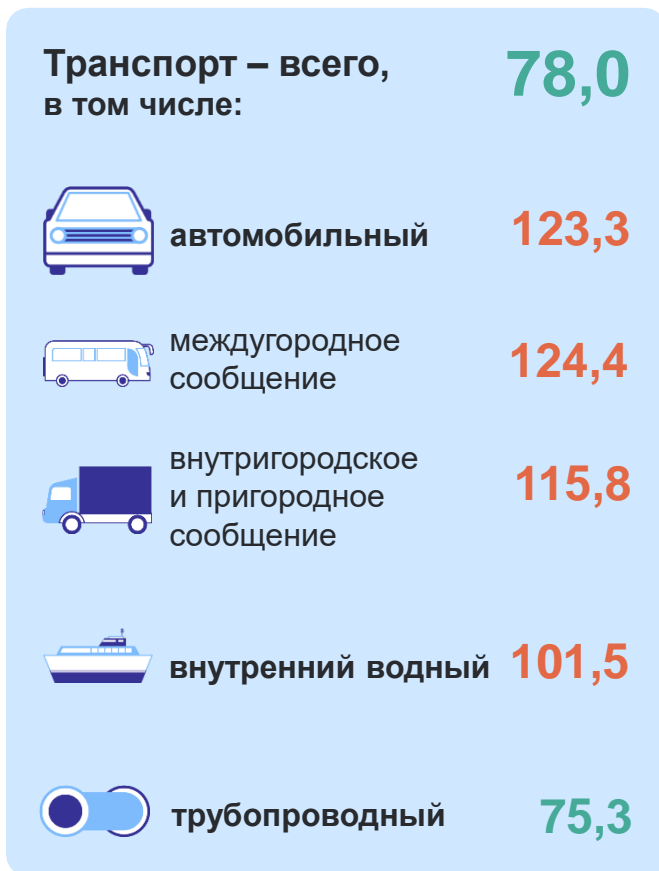 Транспорт – всего,
в том числе:
78,0
автомобильный
123,3
междугородное
сообщение
124,4
внутригородское
и пригородное
сообщение
115,8
внутренний водный
101,5
трубопроводный
75,3